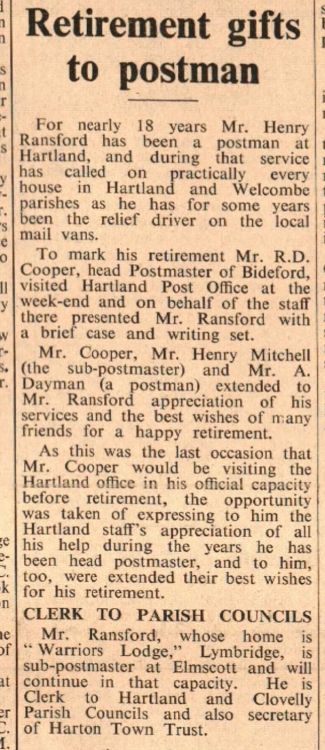 Retirement gifts
to postman
For nearly 18 years Mr. Henry
Ransford has been a postman at
Hartland, and during that service
has called on practically every
house in Hartland and Welcombe
parishes as he has for some years
been the relief driver on the local
mail vans.
To mark his retirement Mr. R.D.
Cooper, head Postmaster of Bideford,
visited Hartland Post Office at the
week-end and on behalf of the staff
there presented Mr. Ransford with
a brief case and writing set.
Mr. Cooper, Mr. Henry Mitchell
(the sub-postmaster) and Mr. A.
Dayman (a postman) extended to
Mr. Ransford appreciation of his
services and the best wishes of many
friends for a happy retirement.
As this was the last occasion that
Mr. Cooper would be visiting the
Hartland office in his official capacity
before retirement, the opportunity
was taken of expressing to him the
Hartland staff's appreciation of all
his help during the years he has
been head postmaster, and to him,
too, were extended their best wishes
for his retirement.
CLERK TO PARISH COUNCILS
Mr. Ransford, whose home is
"Warriors Lodge," Lymbridge, is
sub-postmaster at Elmscott and will
continue in that capacity. He is
Clerk to Hartland and Clovelly
Parish Councils and also secretary
of Harton Town Trust.